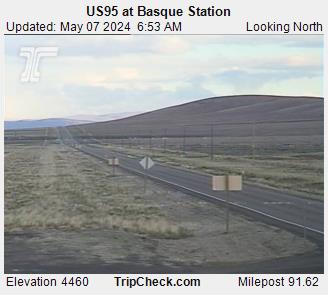 US95 at Basque Station
Updated: May 07 2024 6:53 AM Looking North
Elevation 4460 TripCheck.com Milepost 91.62